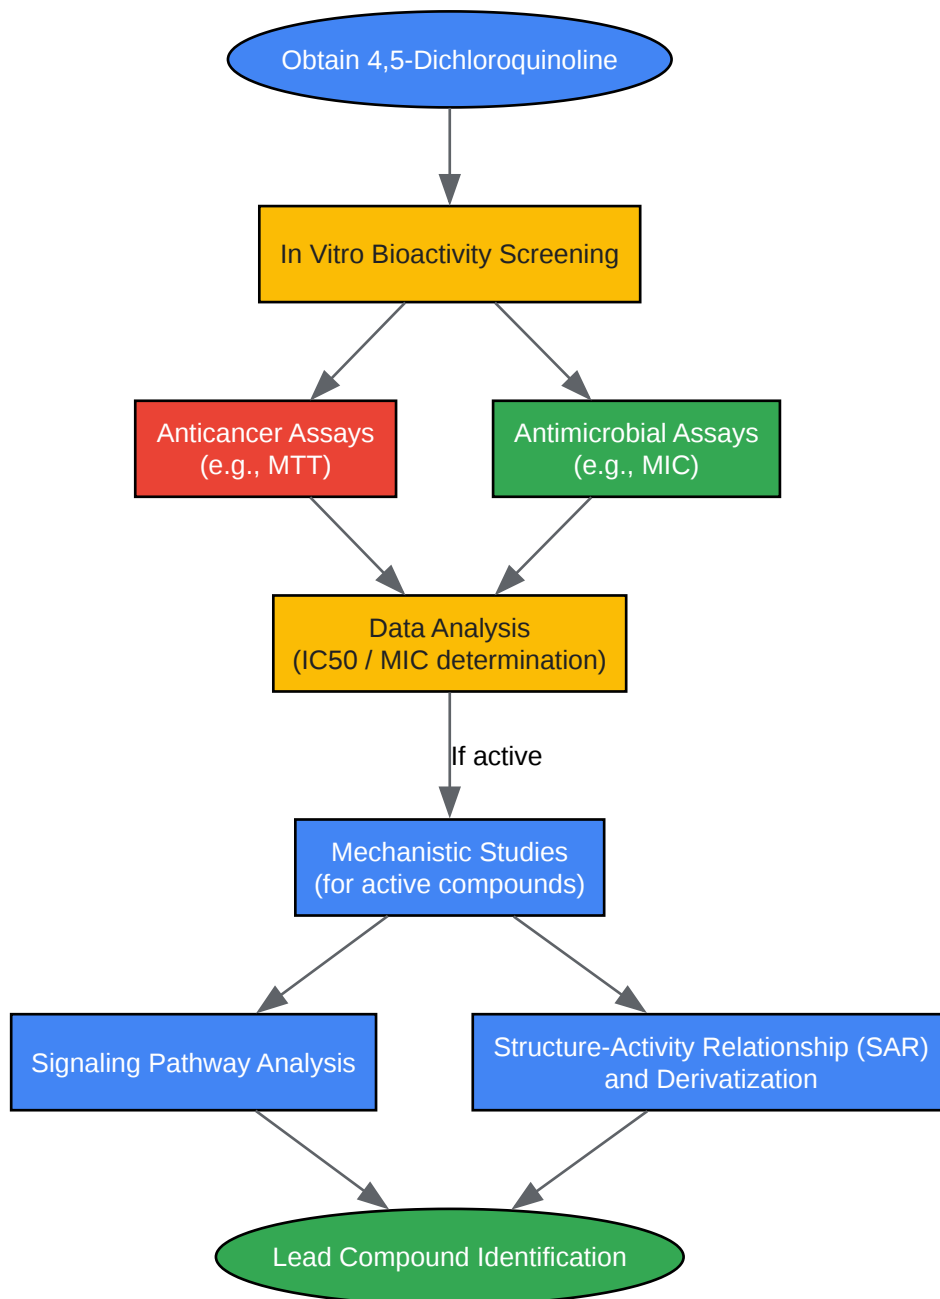 Obtain 4,5-Dichloroquinoline
In Vitro Bioactivity Screening
Anticancer Assays
(e.g., MTT)
Antimicrobial Assays
(e.g., MIC)
Data Analysis
(IC50 / MIC determination)
If active
Mechanistic Studies
(for active compounds)
Signaling Pathway Analysis
Structure-Activity Relationship (SAR)
and Derivatization
Lead Compound Identification